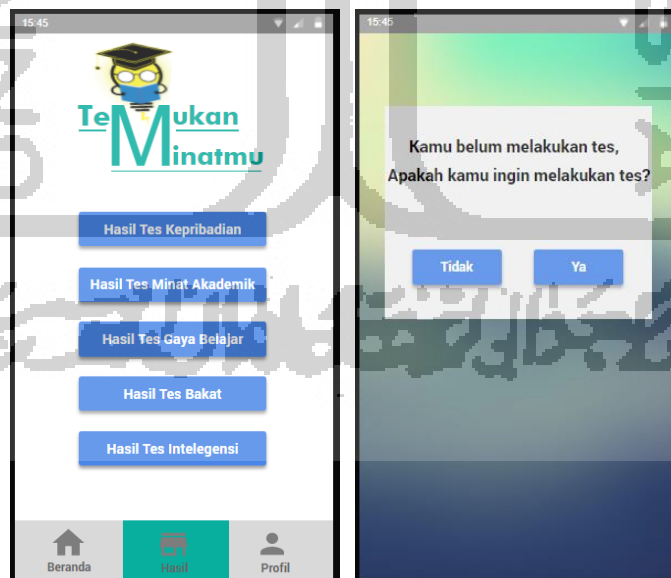 15:45
Temukan
Minatmu
Hasil Tes Kepribadian
Hasil Tes Minat Akademik
Hasil Tes Gaya Belajar
Hasil Tes Bakat
Hasil Tes Intelegensi
Beranda
Hasil
Profil
15:45
Kamu belum melakukan tes,
Apakah kamu ingin melakukan tes?
Tidak
Ya